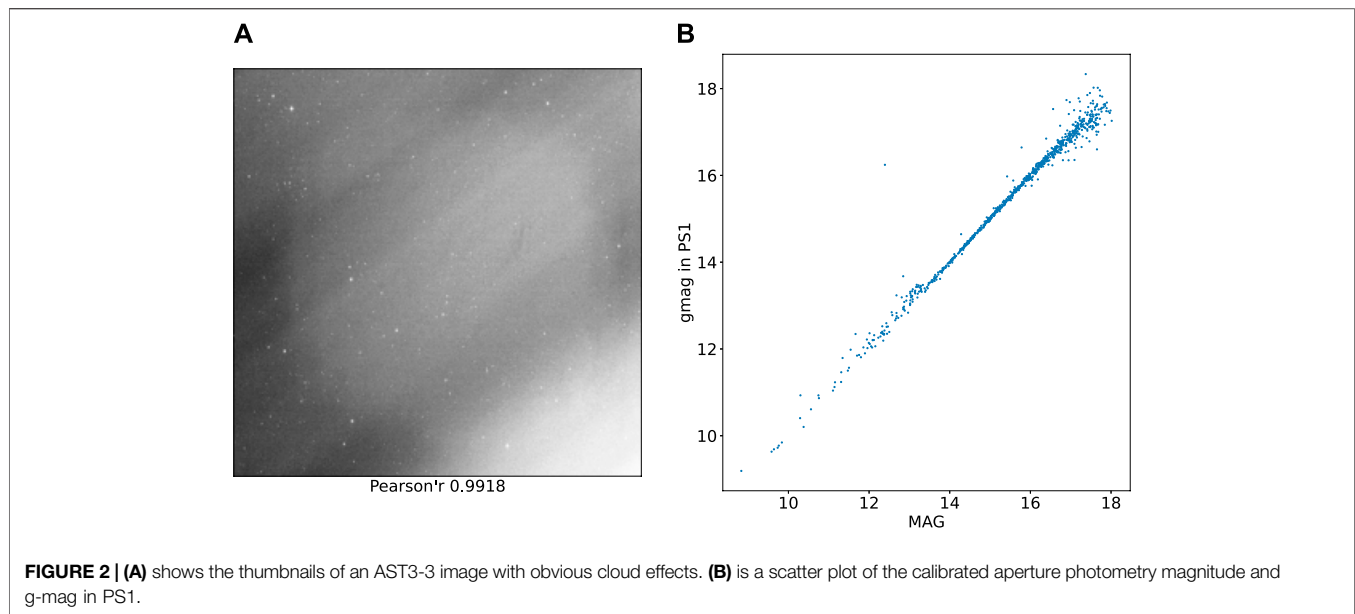 A
B
Pearson'r 0.9918
18
16
14
12
10
gmag in PS1
10 12 14 16 18
MAG
FIGURE 2 | (A) shows the thumbnails of an AST3-3 image with obvious cloud effects. (B) is a scatter plot of the calibrated aperture photometry magnitude and
g-mag in PS1.